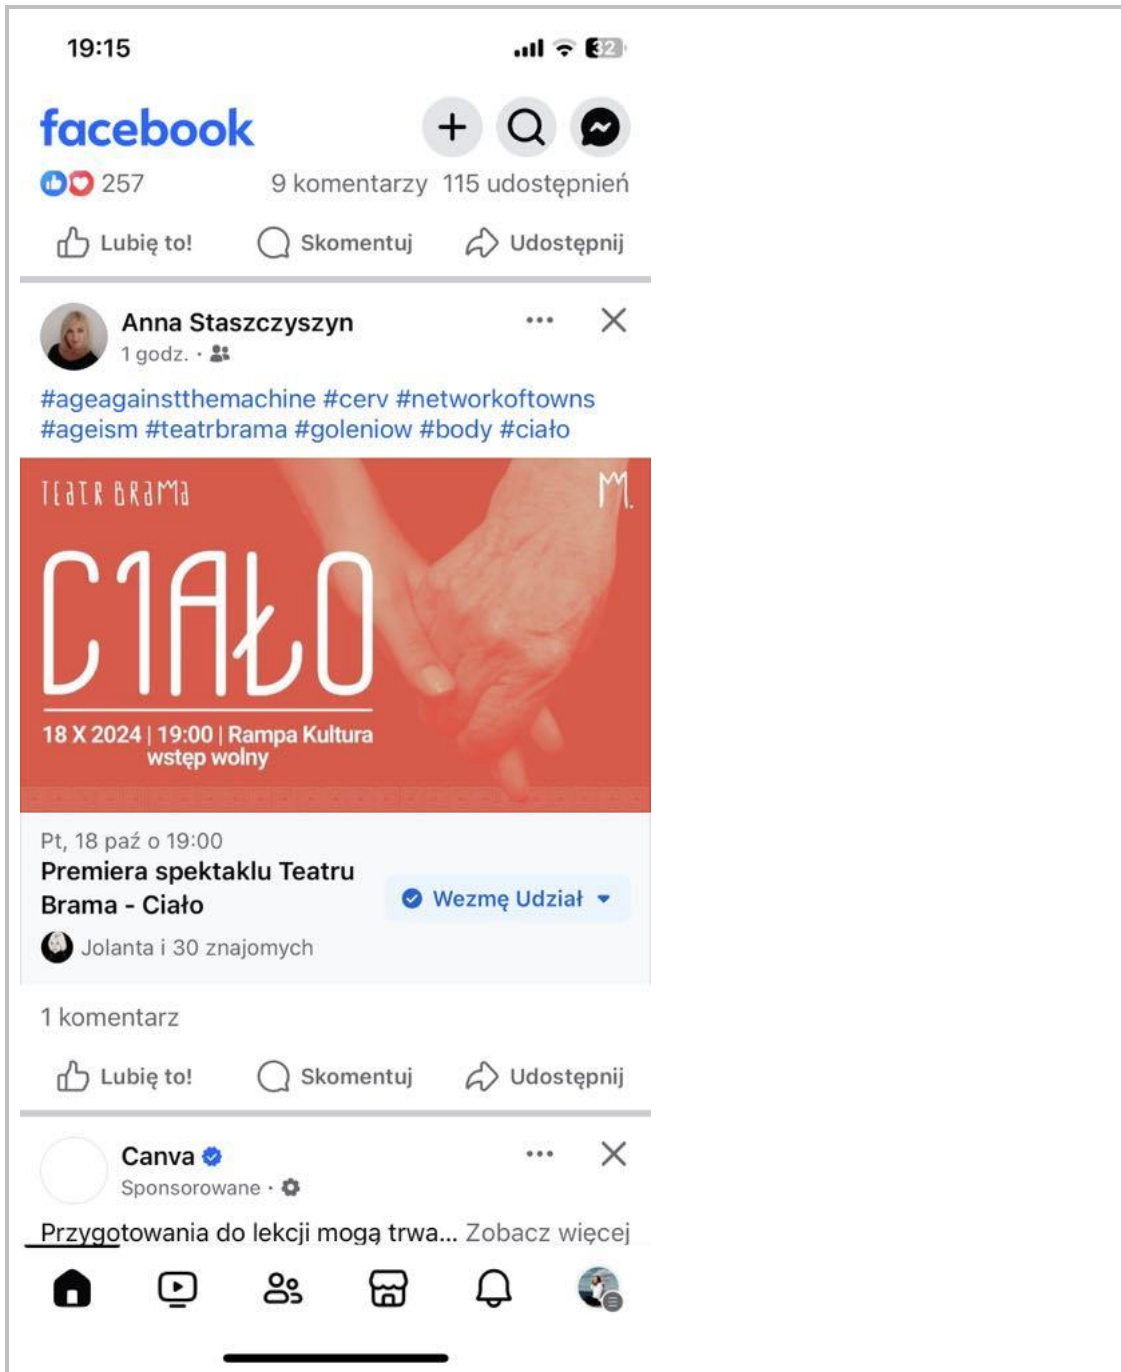 19:15
32
facebook
257 9 komentarzy 115 udostępnień
Lubię to! Skomentuj Udostępnij
Anna Staszczyszyn
1 godz. ·
#ageagainstthemachine #cerv #networkoftowns
#ageism #teatrbrama #goleniow #body #ciało
TEATR BRAMA
M.
C1AŁO
18 X 2024 | 19:00 | Rampa Kultura
wstęp wolny
Pt, 18 paź o 19:00
Premiera spektaklu Teatru
Brama - Ciało
Wezmę Udział
Jolanta i 30 znajomych
1 komentarz
Lubię to! Skomentuj Udostępnij
Canva
Sponsorowane ·
Przygotowania do lekcji mogą trwa... Zobacz więcej